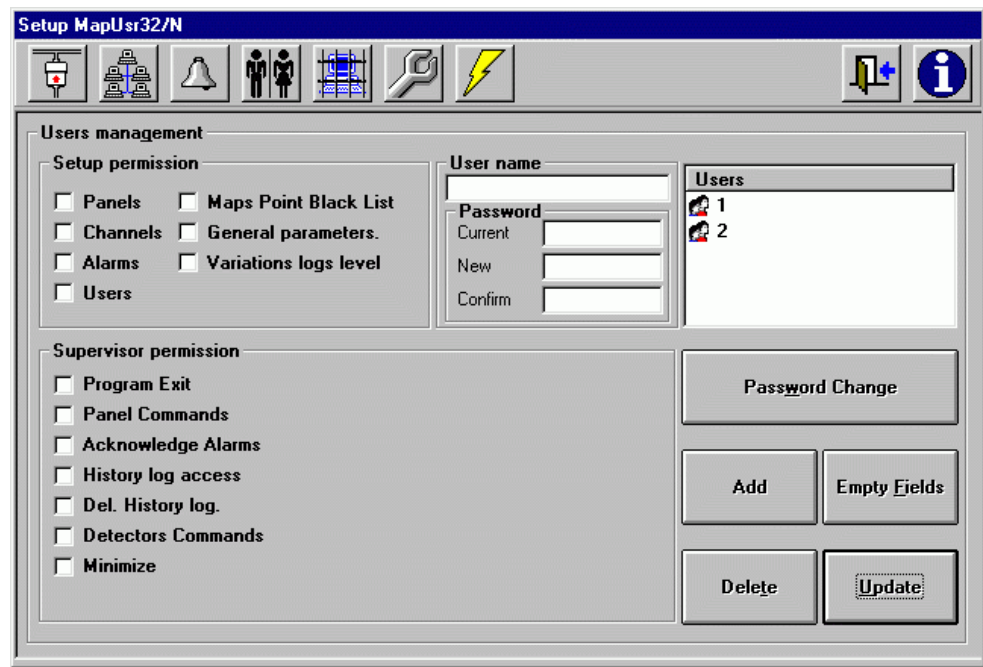 Setup MapUsr32/N
i
Users management
Setup permission
Panels
Maps Point Black List
Channels
General parameters.
Alarms
Variations logs level
Users
User name
Password
Current
New
Confirm
Users
1
2
Supervisor permission
Program Exit
Panel Commands
Acknowledge Alarms
History log access
Del. History log.
Detectors Commands
Minimize
Password Change
Add
Empty Fields
Delete
Update